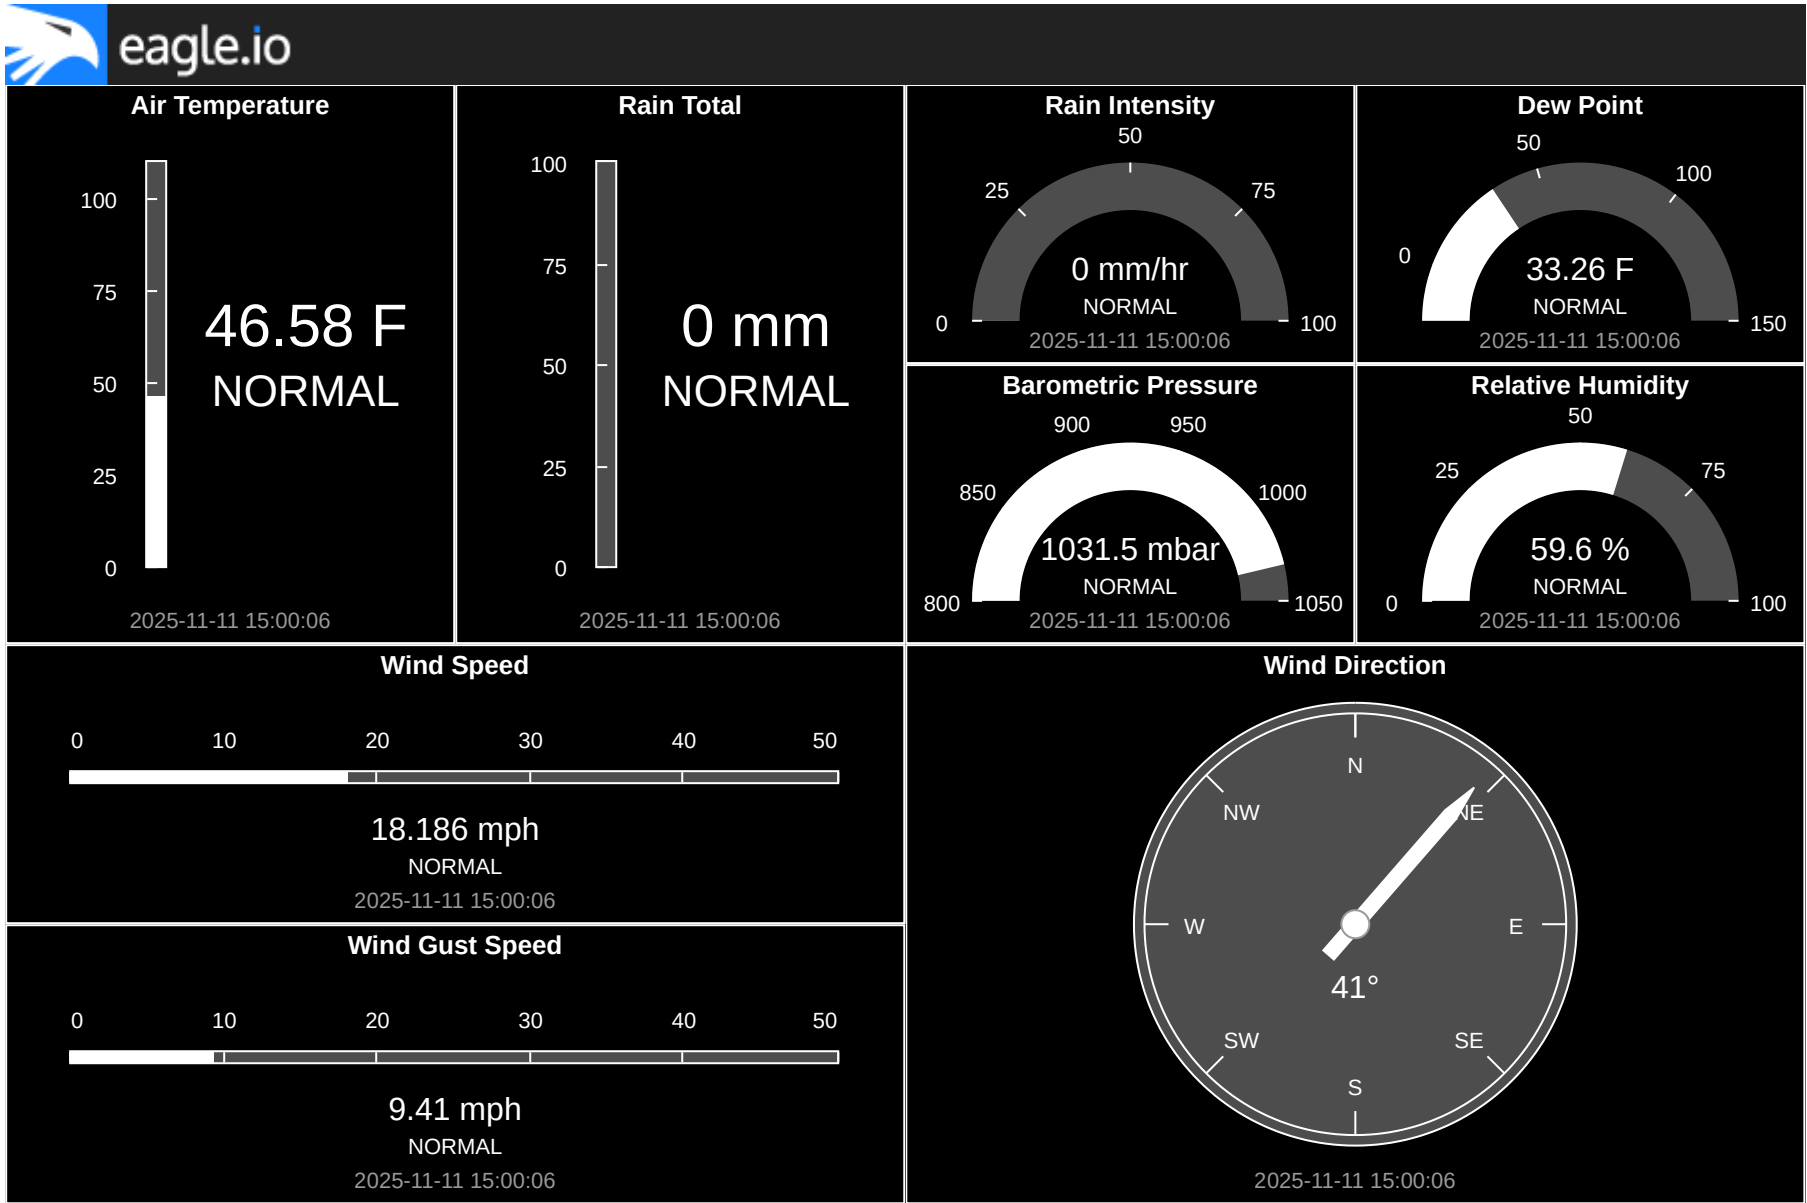 eagle.io
Air Temperature
100
75
50
25
0
46.58 F
NORMAL
2025-11-11 15:00:06
Rain Total
100
75
50
25
0
0 mm
NORMAL
2025-11-11 15:00:06
Rain Intensity
0
25
50
75
100
0 mm/hr
NORMAL
2025-11-11 15:00:06
Dew Point
0
50
100
150
33.26 F
NORMAL
2025-11-11 15:00:06
Barometric Pressure
800
850
900
950
1000
1050
1031.5 mbar
NORMAL
2025-11-11 15:00:06
Relative Humidity
0
25
50
75
100
59.6 %
NORMAL
2025-11-11 15:00:06
Wind Speed
0 10 20 30 40 50
18.186 mph
NORMAL
2025-11-11 15:00:06
Wind Gust Speed
0 10 20 30 40 50
9.41 mph
NORMAL
2025-11-11 15:00:06
Wind Direction
N
NW NE
W E
41°
SW SE
S
2025-11-11 15:00:06